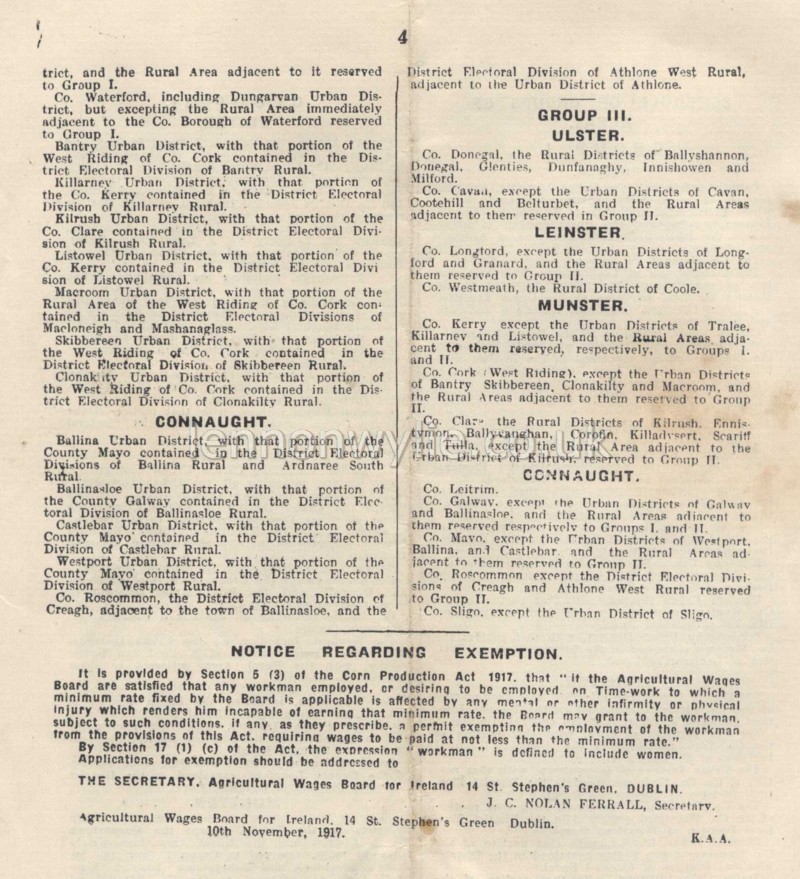 4
trict, and the Rural Area adjacent to it reserved
to Group I.
Co. Waterford, including Dungarvan Urban Dis-
trict, but excepting the Rural Area immediately
adjacent to the Co. Borough of Waterford reserved
to Group I.
Bantry Urban District, with that portion of the
West Riding of Co. Cork contained in the Dis-
trict Electoral Division of Bantry Rural.
Killarney Urban District, with that portion of
the Co. Kerry contained in the District Electoral
Division of Killarney Rural.
Kilrush Urban District, with that portion of the
Co. Clare contained in the District Electoral Divi-
sion of Kilrush Rural.
Listowel Urban District, with that portion of the
Co. Kerry contained in the District Electoral Divi
sion of Listowel Rural.
Macroom Urban District, with that portion of the
Rural Area of the West Riding of Co. Cork con-
tained in the District Electoral Divisions of
Macloneigh and Mashanaglass.
Skibbereen Urban District, with that portion of
the West Riding of Co. Cork contained in the
District Electoral Division of Skibbereen Rural.
Clonakilty Urban District, with that portion of
the West Riding of Co. Cork contained in the Dis-
trict Electoral Division of Clonakilty Rural.
CONNAUGHT.
Ballina Urban District, with that portion of the
County Mayo contained in the District Electoral
Divisions of Ballina Rural and Ardnaree South
Rural.
Ballinasloe Urban District, with that portion of
the County Galway contained in the District Elec-
toral Division of Ballinasloe Rural.
Castlebar Urban District, with that portion of the
County Mayo contained in the District Electoral
Division of Castlebar Rural.
Westport Urban District, with that portion of the
County Mayo contained in the District Electoral
Division of Westport Rural.
Co. Roscommon, the District Electoral Division of
Creagh, adjacent to the town of Ballinasloe, and the
District Electoral Division of Athlone West Rural,
adjacent to the Urban District of Athlone.
GROUP III.
ULSTER.
Co. Donegal, the Rural Districts of Ballyshannon,
Donegal, Glenties, Dunfanaghy, Innishowen and
Milford.
Co. Cavan, except the Urban Districts of Cavan,
Cootehill and Belturbet, and the Rural Areas
adjacent to them reserved in Group II.
LEINSTER.
Co. Longford, except the Urban Districts of Long-
ford and Granard, and the Rural Areas adjacent to
them reserved to Group II.
Co. Westmeath, the Rural District of Coole.
MUNSTER.
Co. Kerry except the Urban Districts of Tralee,
Killarney and Listowel, and the Rural Areas adja-
cent to them reserved, respectively, to Groups I.
and II.
Co. Cork (West Riding), except the Urban Districts
of Bantry Skibbereen, Clonakilty and Macroom, and
the Rural Areas adjacent to them reserved to Group
II.
Co. Clare the Rural Districts of Kilrush, Ennis-
tymon, Ballyvaughan, Corofin, Killadysert, Scariff
and Tulla, except the Rural Area adjacent to the
Urban District of Kilrush, reserved to Group II.
CONNAUGHT.
Co. Leitrim.
Co. Galway, except the Urban Districts of Galway
and Ballinasloe, and the Rural Areas adjacent to
them reserved respectively to Groups I. and II.
Co. Mayo, except the Urban Districts of Westport,
Ballina, and Castlebar and the Rural Areas ad-
jacent to them reserved to Group II.
Co. Roscommon except the District Electoral Divi-
sions of Creagh and Athlone West Rural reserved
to Group II.
Co. Sligo, except the Urban District of Sligo.
NOTICE REGARDING EXEMPTION.
It is provided by Section 5 (3) of the Corn Production Act 1917, that "if the Agricultural Wages
Board are satisfied that any workman employed, or desiring to be employed on Time-work to which a
minimum rate fixed by the Board is applicable is affected by any mental or other infirmity or physical
injury which renders him incapable of earning that minimum rate, the Board may grant to the workman,
subject to such conditions, if any, as they prescribe, a permit exempting the employment of the workman
from the provisions of this Act, requiring wages to be paid at not less than the minimum rate."
By Section 17 (1) (c) of the Act, the expression "workman" is defined to include women.
Applications for exemption should be addressed to
THE SECRETARY, Agricultural Wages Board for Ireland 14 St. Stephen's Green, DUBLIN.
J. C. NOLAN FERRALL, Secretary.
Agricultural Wages Board for Ireland, 14 St. Stephen's Green Dublin.
10th November, 1917.
K.A.A.